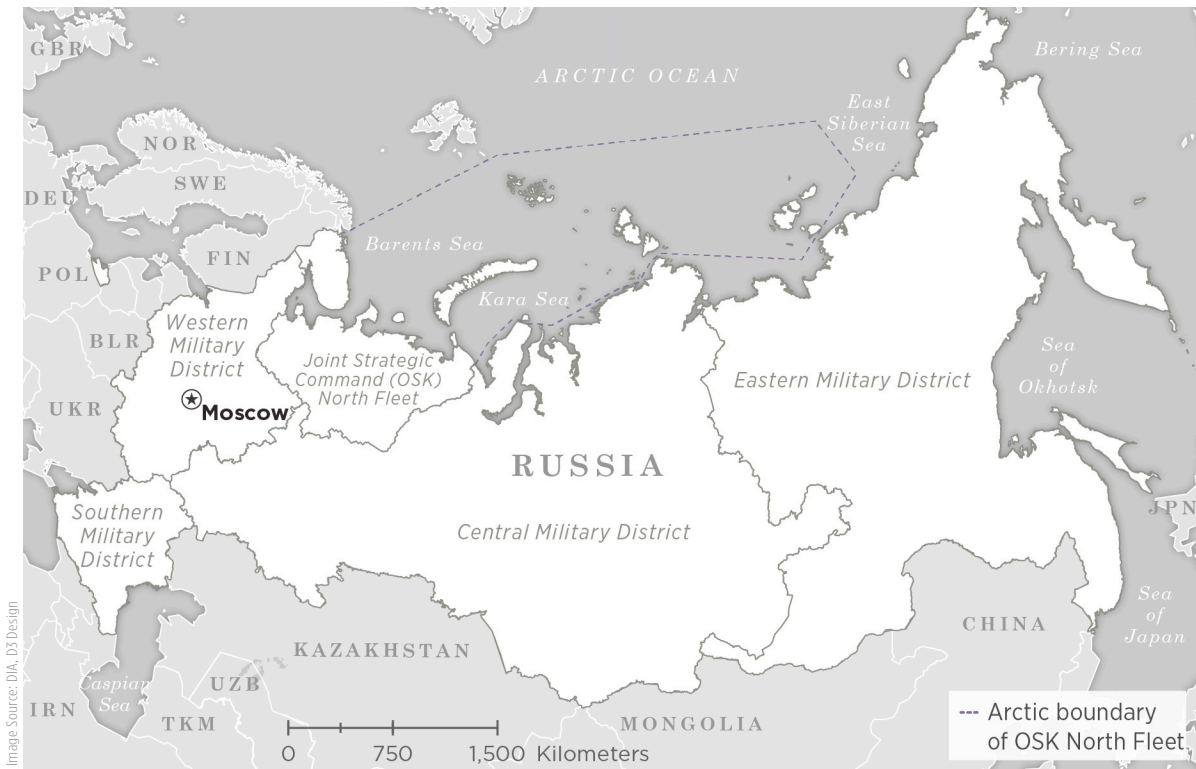 GBR
ARCTIC OCEAN
Bering Sea
East
Siberian
Sea
NOR
SWE
DEU
Barents Sea
FIN
POL
Kara Sea
Western
Military
District
BLR
Joint Strategic
Command (OSK)
North Fleet
Sea
of
Okhotsk
Eastern Military District
UKR
Moscow
RUSSIA
Southern
Military
District
Central Military District
JPN
Sea
of
Japan
CHINA
KAZAKHSTAN
UZB
Caspian
Sea
IRN
TKM
MONGOLIA
0 750 1,500 Kilometers
Arctic boundary
of OSK North Fleet
Image Source: DIA, D3 Design